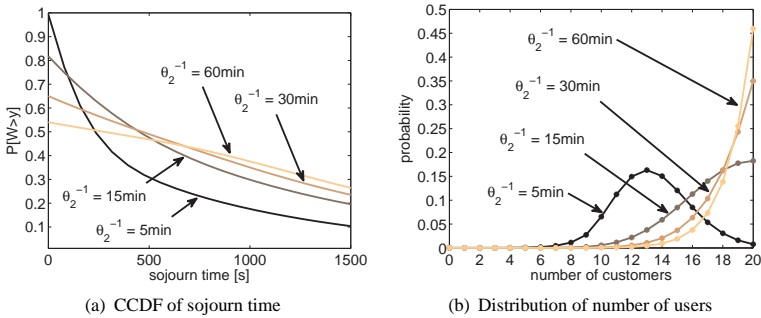 1
0.9
0.8
0.7
0.6
0.5
0.4
0.3
0.2
0.1
P[W>y]
θ₂⁻¹ = 60min
θ₂⁻¹ = 30min
θ₂⁻¹ = 15min
θ₂⁻¹ = 5min
0 500 1000 1500
sojourn time [s]
(a) CCDF of sojourn time
0.5
0.45
0.4
0.35
0.3
0.25
0.2
0.15
0.1
0.05
0
probability
θ₂⁻¹ = 60min
θ₂⁻¹ = 30min
θ₂⁻¹ = 15min
θ₂⁻¹ = 5min
0 2 4 6 8 10 12 14 16 18 20
number of customers
(b) Distribution of number of users